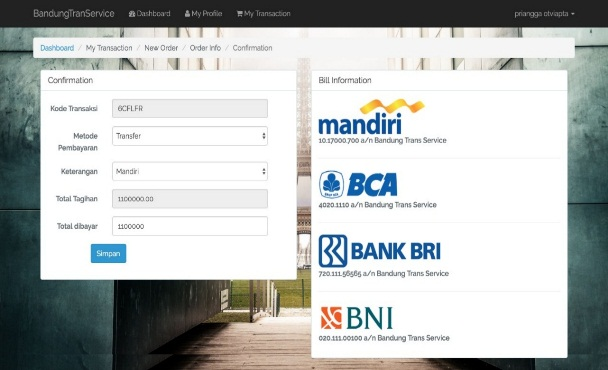 BandungTranService Dashboard My Profile My Transaction priangga otviapta
Dashboard / My Transaction / New Order / Order Info / Confirmation
Confirmation
Kode Transaksi 6CFLFR
Metode Pembayaran Transfer
Keterangan Mandiri
Total Tagihan 1100000.00
Total dibayar 1100000
Simpan
Bill Information
mandiri
10.17000.700 a/n Bandung Trans Service
BCA
4020.1110 a/n Bandung Trans Service
BANK BRI
720.111.56565 a/n Bandung Trans Service
BNI
020.111.00100 a/n Bandung Trans Service